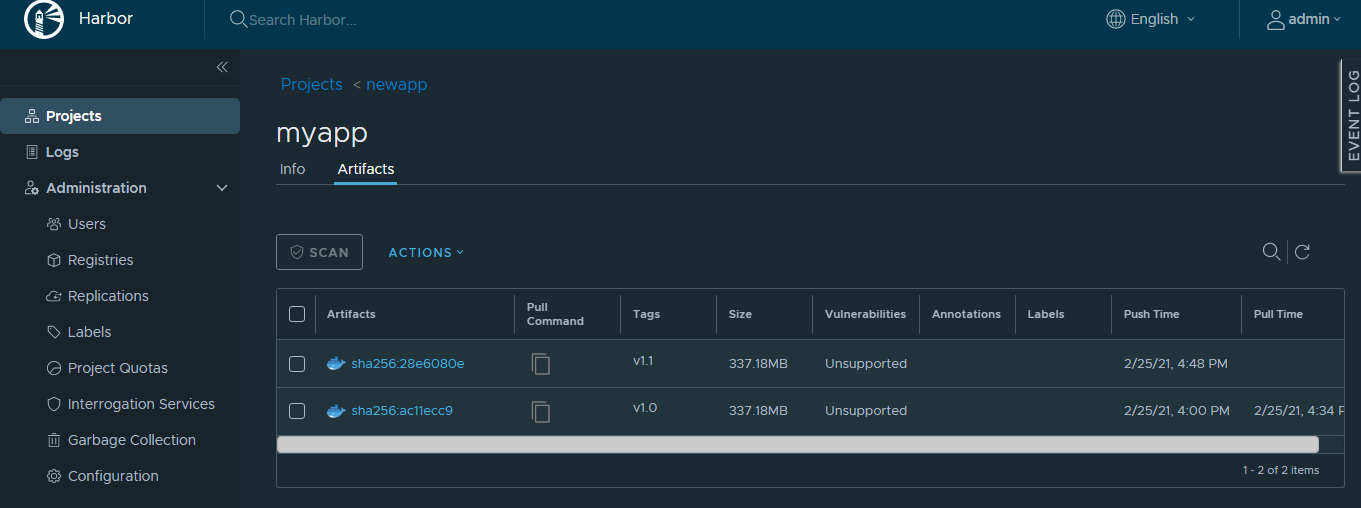 Harbor
Search Harbor...
English
admin
Projects
Logs
Administration
Users
Registries
Replications
Labels
Project Quotas
Interrogation Services
Garbage Collection
Configuration
Projects < newapp
myapp
Info Artifacts
SCAN ACTIONS
Artifacts Pull Command Tags Size Vulnerabilities Annotations Labels Push Time Pull Time
sha256:28e6080e v1.1 337.18MB Unsupported 2/25/21, 4:48 PM
sha256:ac11ecc9 v1.0 337.18MB Unsupported 2/25/21, 4:00 PM 2/25/21, 4:34 P
1 - 2 of 2 items
EVENT LOG